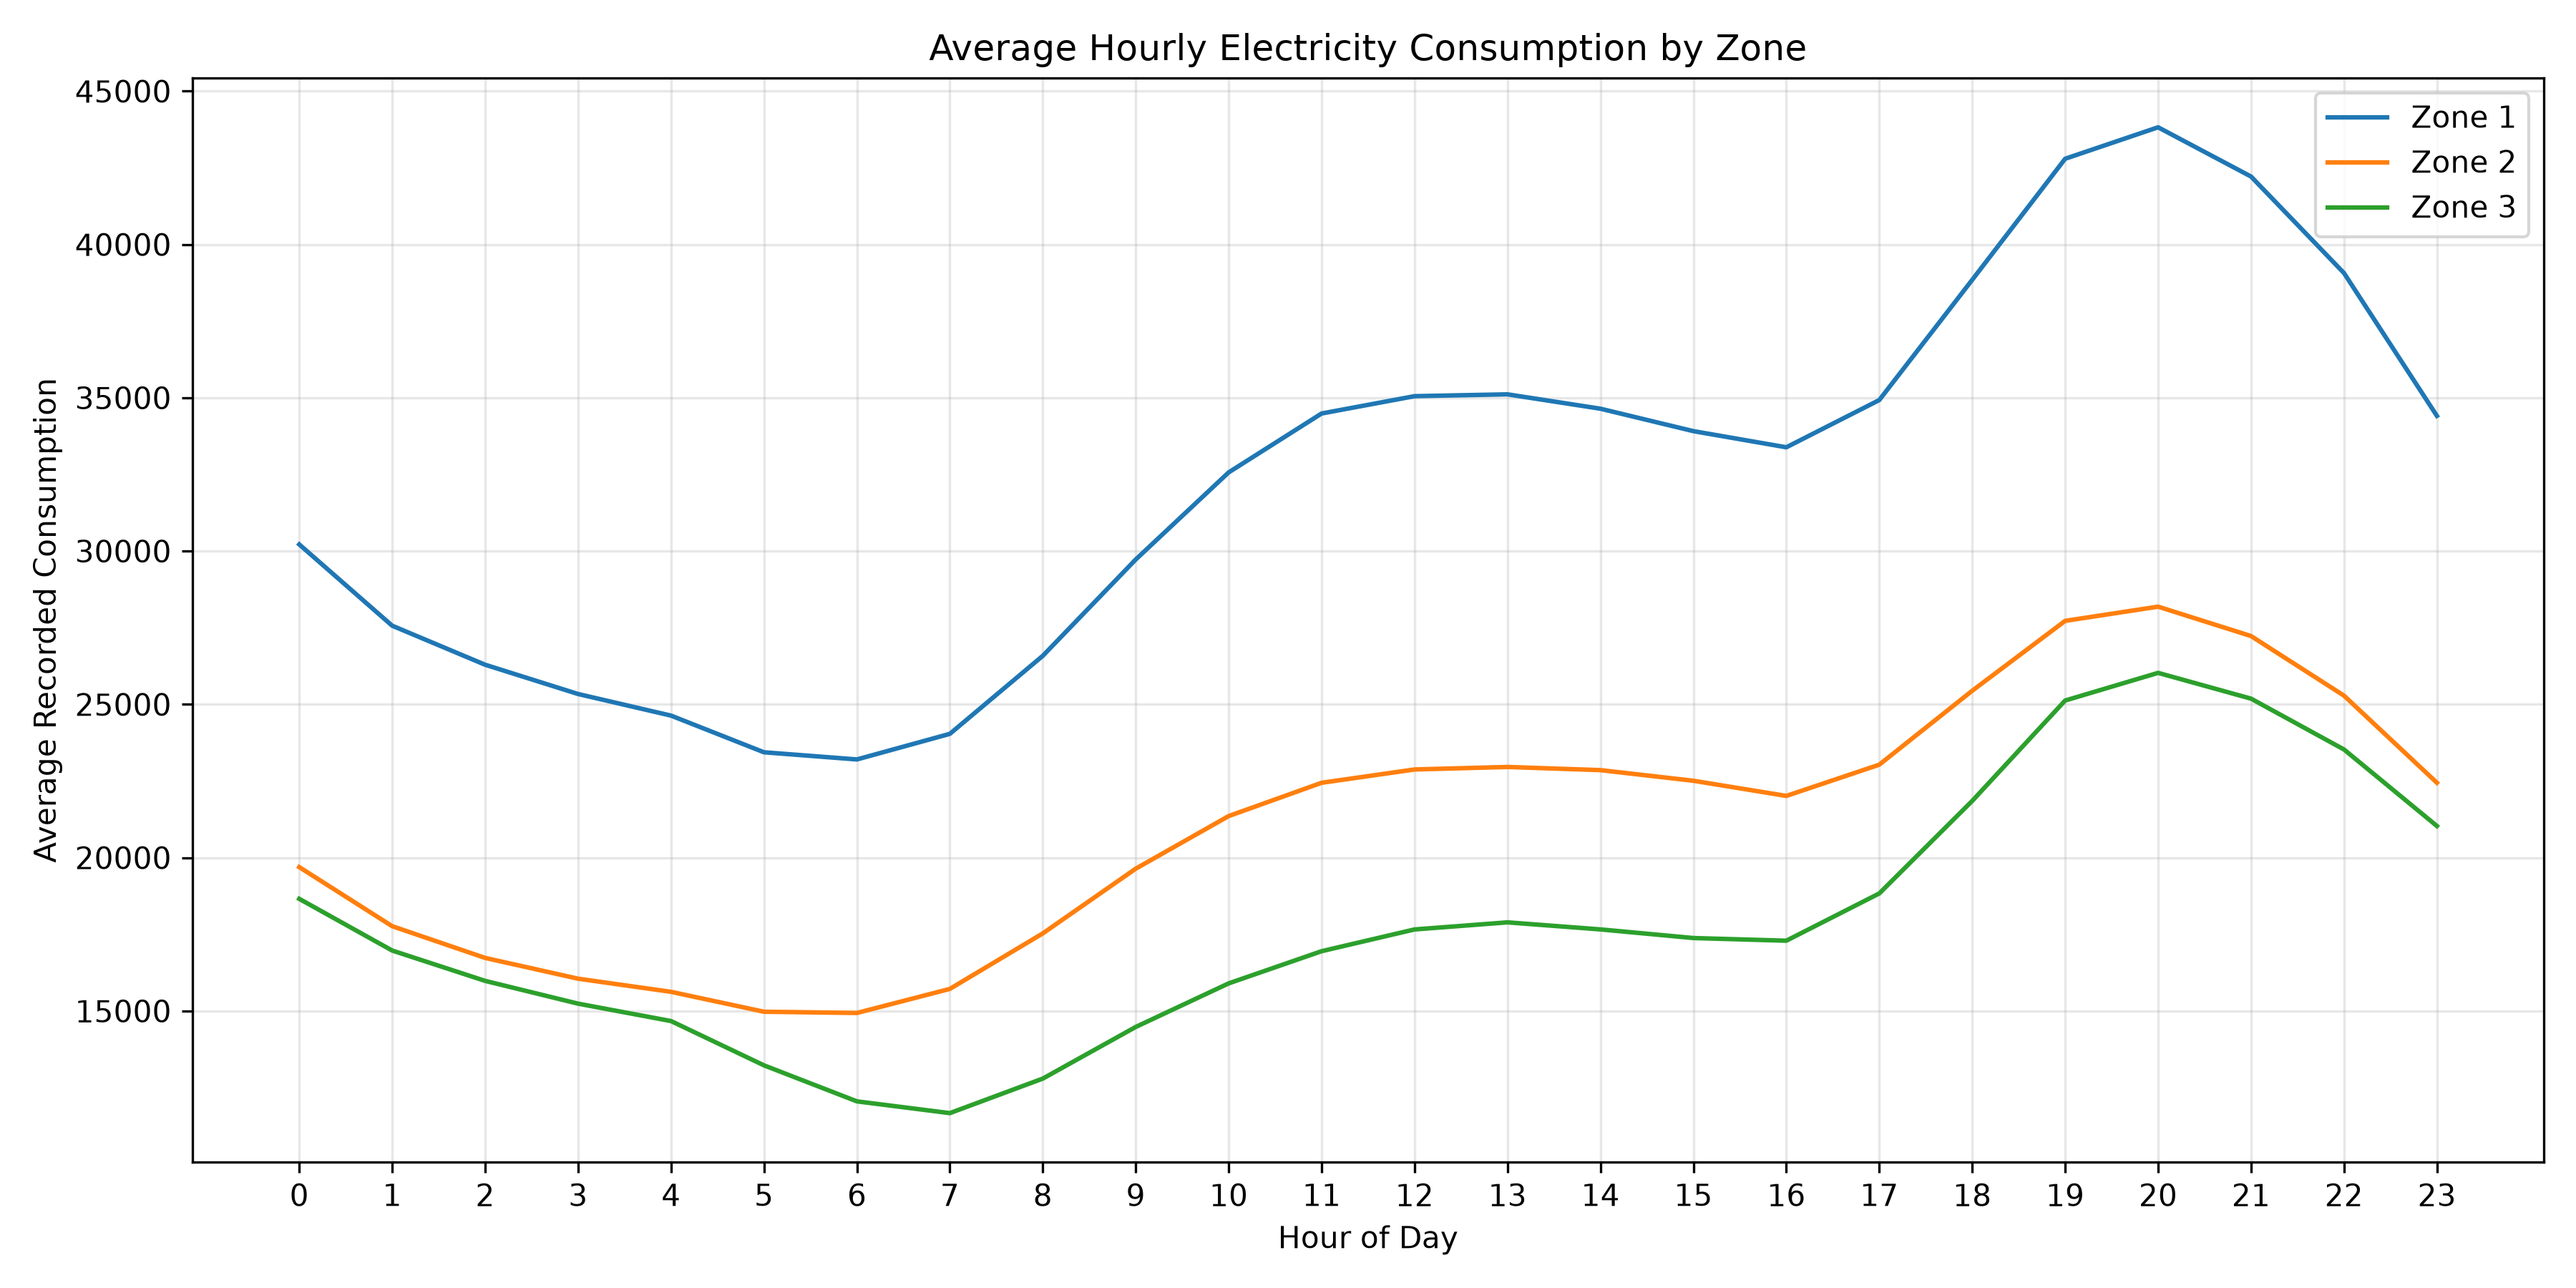 Average Hourly Electricity Consumption by Zone
45000
40000
35000
30000
25000
20000
15000
Average Recorded Consumption
Zone 1
Zone 2
Zone 3
0 1 2 3 4 5 6 7 8 9 10 11 12 13 14 15 16 17 18 19 20 21 22 23
Hour of Day